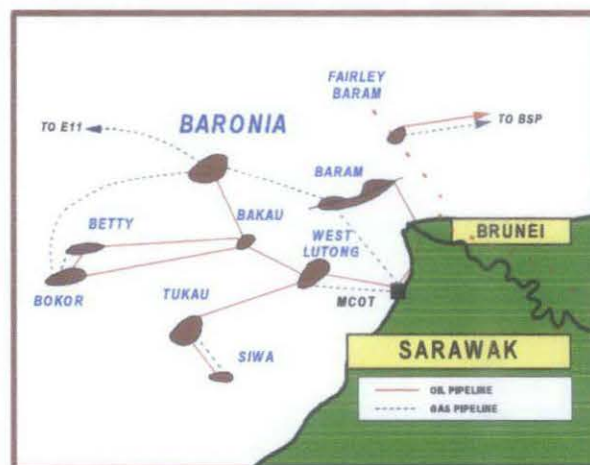 FAIRLEY
BARAM
TO E11
BARONIA
TO BSP
BARAM
BETTY
BAKAU
WEST
LUTONG
BRUNEI
BOKOR
TUKAU
MCOT
SIWA
SARAWAK
OIL PIPELINE
GAS PIPELINE